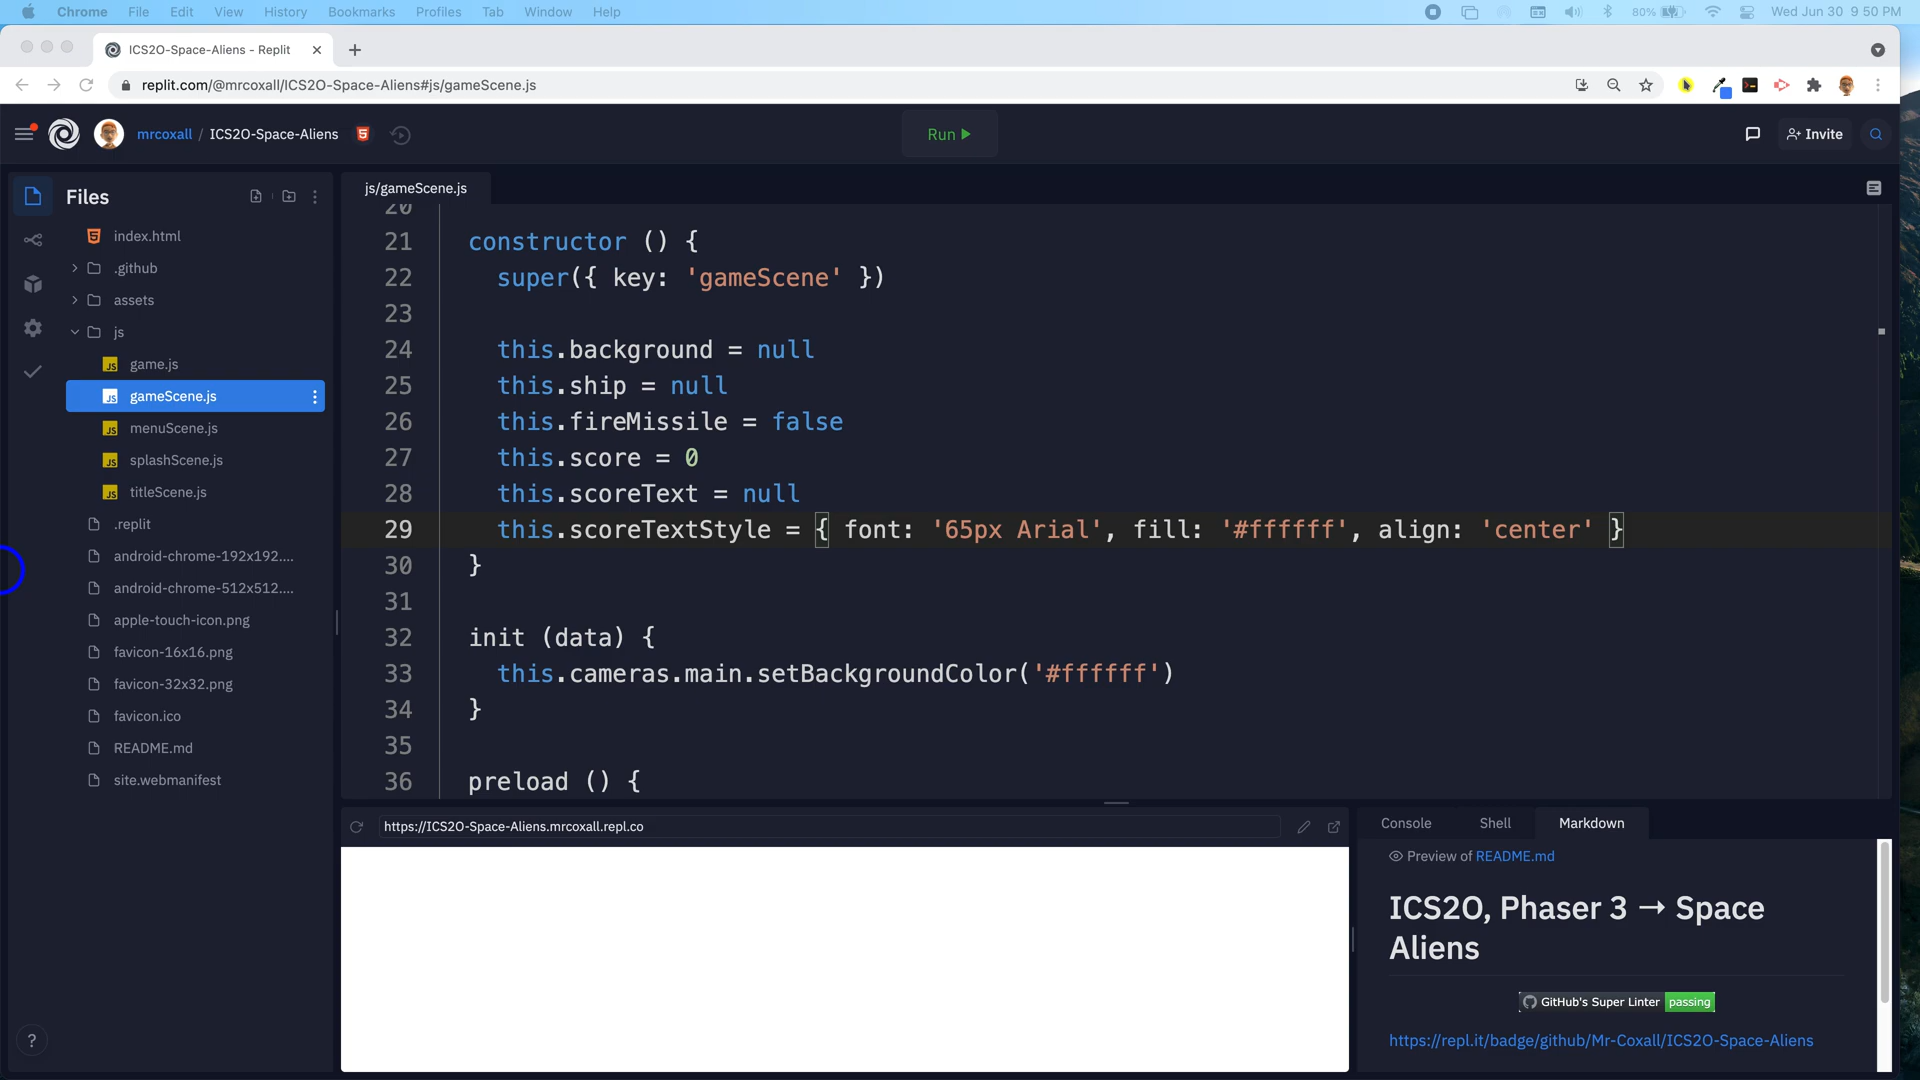 Chrome File Edit View History Bookmarks Profiles Tab Window Help 80% Wed Jun 30 9:50 PM
ICS2O-Space-Aliens - Replit
replit.com/@mrcoxall/ICS2O-Space-Aliens#js/gameScene.js
mrcoxall / ICS2O-Space-Aliens Run Invite
Files
index.html
.github
assets
js
game.js
gameScene.js
menuScene.js
splashScene.js
titleScene.js
.replit
android-chrome-192x192....
android-chrome-512x512....
apple-touch-icon.png
favicon-16x16.png
favicon-32x32.png
favicon.ico
README.md
site.webmanifest
?
js/gameScene.js
20
21 constructor () {
22 super({ key: 'gameScene' })
23
24 this.background = null
25 this.ship = null
26 this.fireMissile = false
27 this.score = 0
28 this.scoreText = null
29 this.scoreTextStyle = { font: '65px Arial', fill: '#ffffff', align: 'center' }
30 }
31
32 init (data) {
33 this.cameras.main.setBackgroundColor('#ffffff')
34 }
35
36 preload () {
https://ICS2O-Space-Aliens.mrcoxall.repl.co
Console Shell Markdown
Preview of README.md
ICS2O, Phaser 3 → Space
Aliens
GitHub's Super Linter passing
https://repl.it/badge/github/Mr-Coxall/ICS2O-Space-Aliens